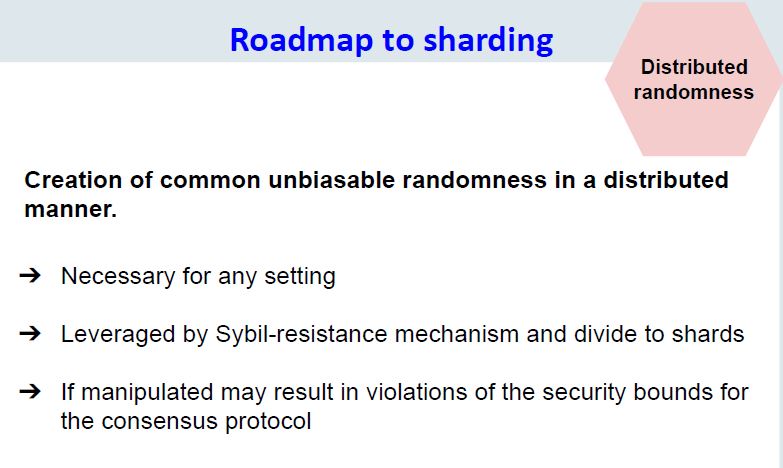 Roadmap to sharding
Distributed
randomness
Creation of common unbiasable randomness in a distributed
manner.
➔ Necessary for any setting
➔ Leveraged by Sybil-resistance mechanism and divide to shards
➔ If manipulated may result in violations of the security bounds for
the consensus protocol